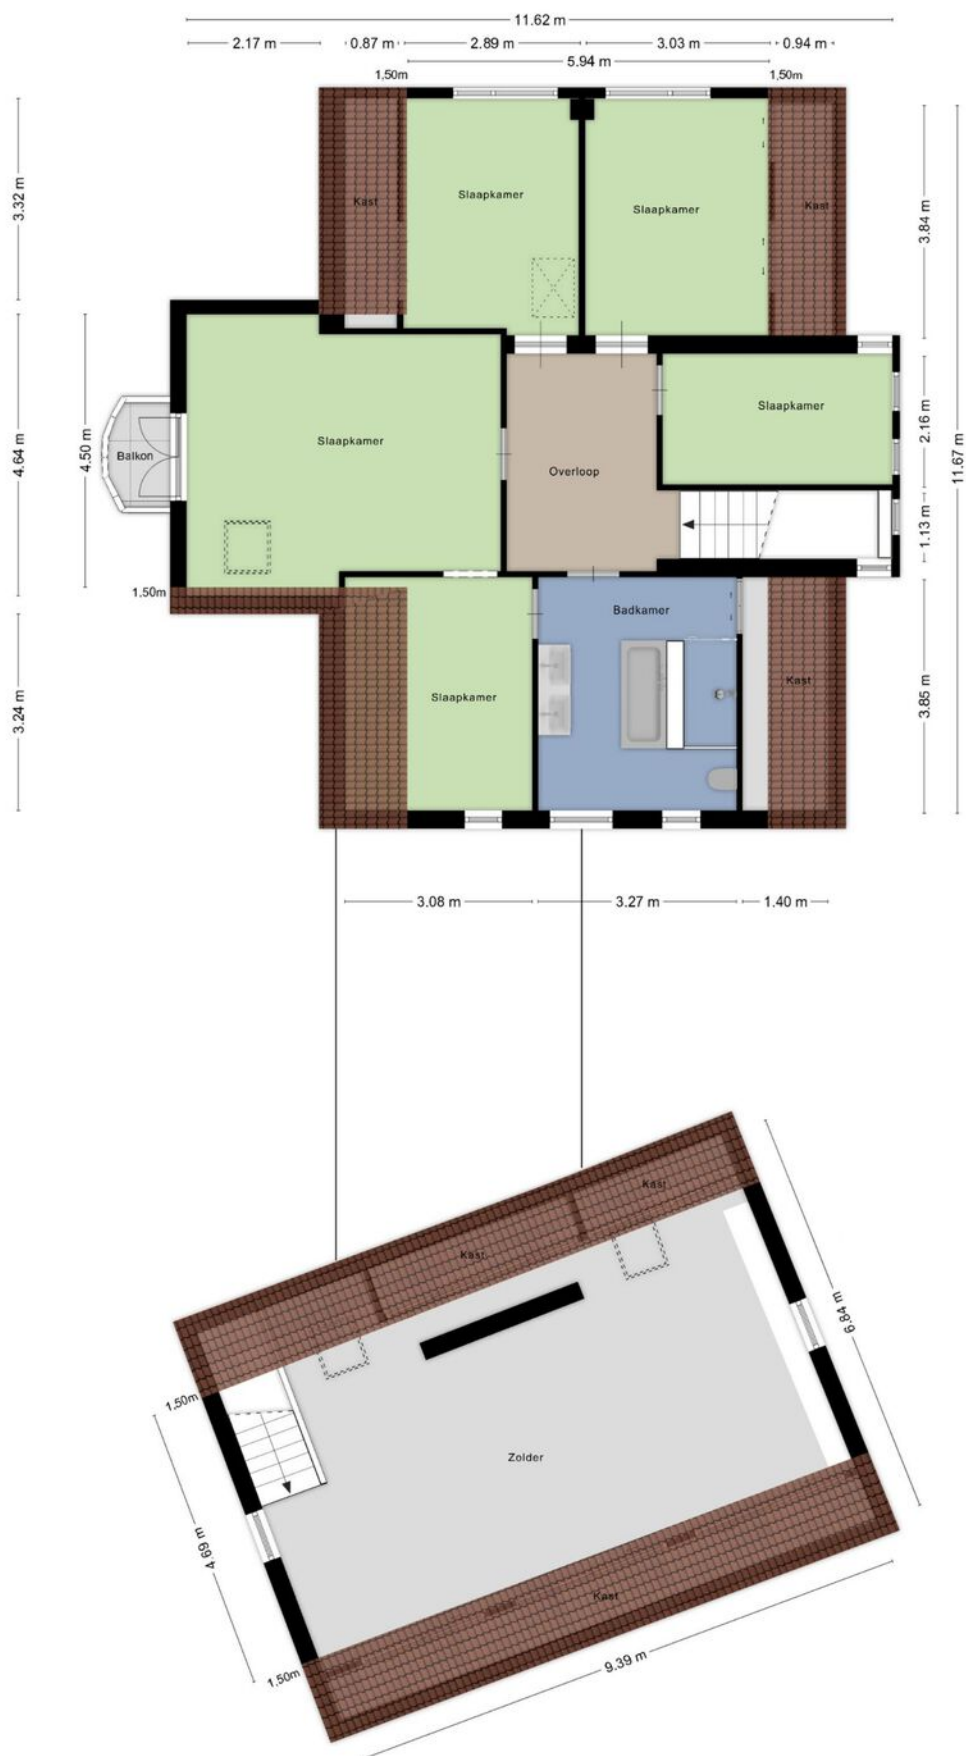 11.62 m
2.17 m
0.87 m
2.89 m
3.03 m
0.94 m
5.94 m
1,50m
1,50m
3.32 m
Kast
Slaapkamer
Slaapkamer
Kast
3.84 m
4.64 m
4.50 m
Balkon
Slaapkamer
Overloop
Slaapkamer
2.16 m
11.67 m
1.13 m
1,50m
Badkamer
3.24 m
Slaapkamer
Kast
3.85 m
3.08 m
3.27 m
1.40 m
Kast
Kast
6.84 m
1,50m
Zolder
4.69 m
Kast
1,50m
9.39 m